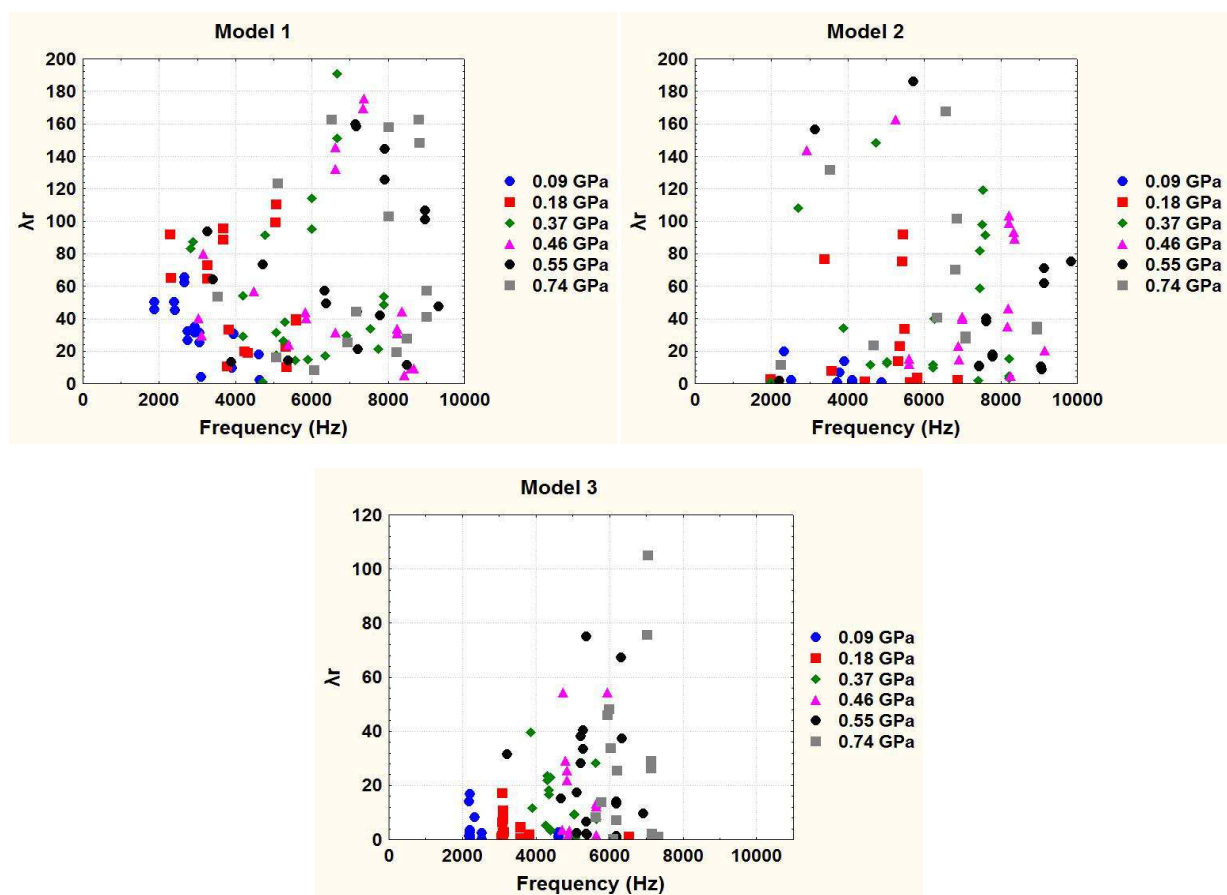 Model 1
200
180
160
140
120
100
80
60
40
20
0
λr
0 2000 4000 6000 8000 10000
Frequency (Hz)
0.09 GPa
0.18 GPa
0.37 GPa
0.46 GPa
0.55 GPa
0.74 GPa
Model 2
200
180
160
140
120
100
80
60
40
20
0
λr
0 2000 4000 6000 8000 10000
Frequency (Hz)
0.09 GPa
0.18 GPa
0.37 GPa
0.46 GPa
0.55 GPa
0.74 GPa
Model 3
120
100
80
60
40
20
0
λr
0 2000 4000 6000 8000 10000
Frequency (Hz)
0.09 GPa
0.18 GPa
0.37 GPa
0.46 GPa
0.55 GPa
0.74 GPa